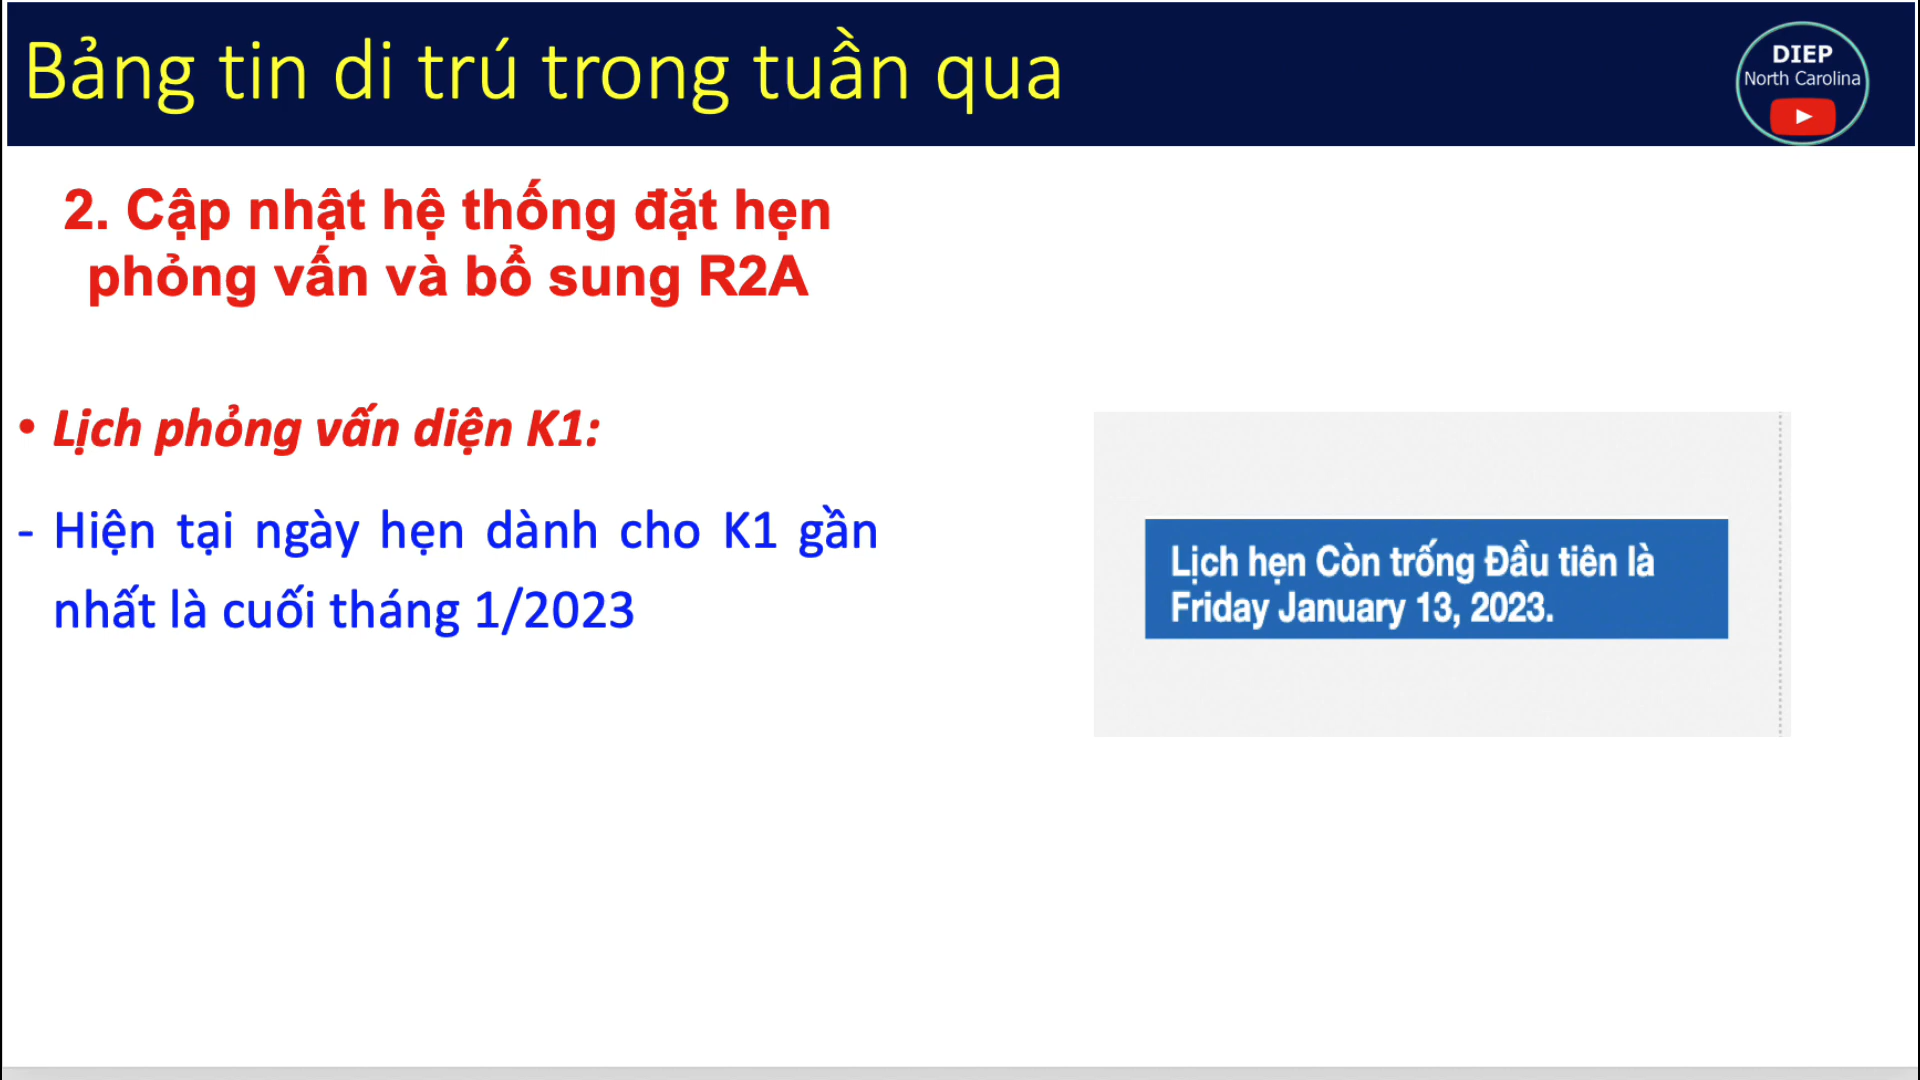 Bảng tin di trú trong tuần qua
DIEP
North Carolina
2. Cập nhật hệ thống đặt hẹn
phỏng vấn và bổ sung R2A
• Lịch phỏng vấn diện K1:
- Hiện tại ngày hẹn dành cho K1 gần
nhất là cuối tháng 1/2023
Lịch hẹn Còn trống Đầu tiên là
Friday January 13, 2023.